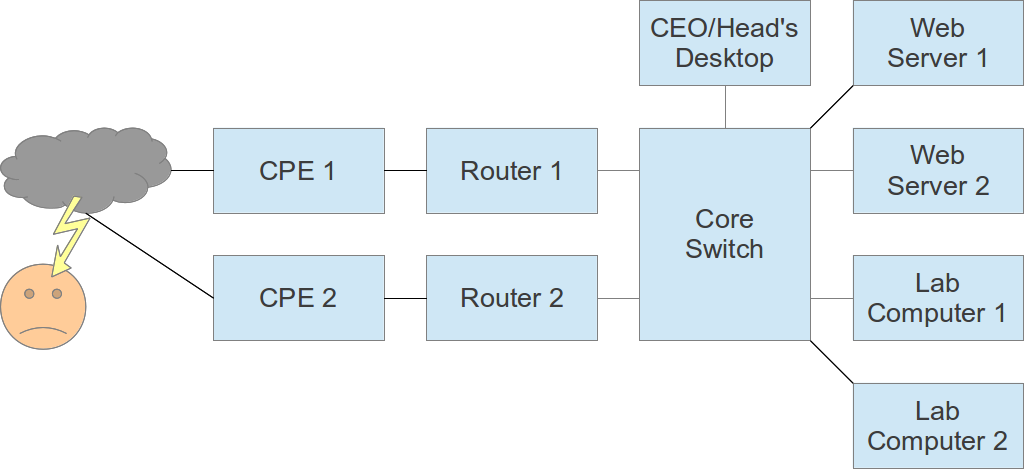 CEO/Head's
Desktop
Web
Server 1
CPE 1
Router 1
Web
Server 2
Core
Switch
CPE 2
Router 2
Lab
Computer 1
Lab
Computer 2